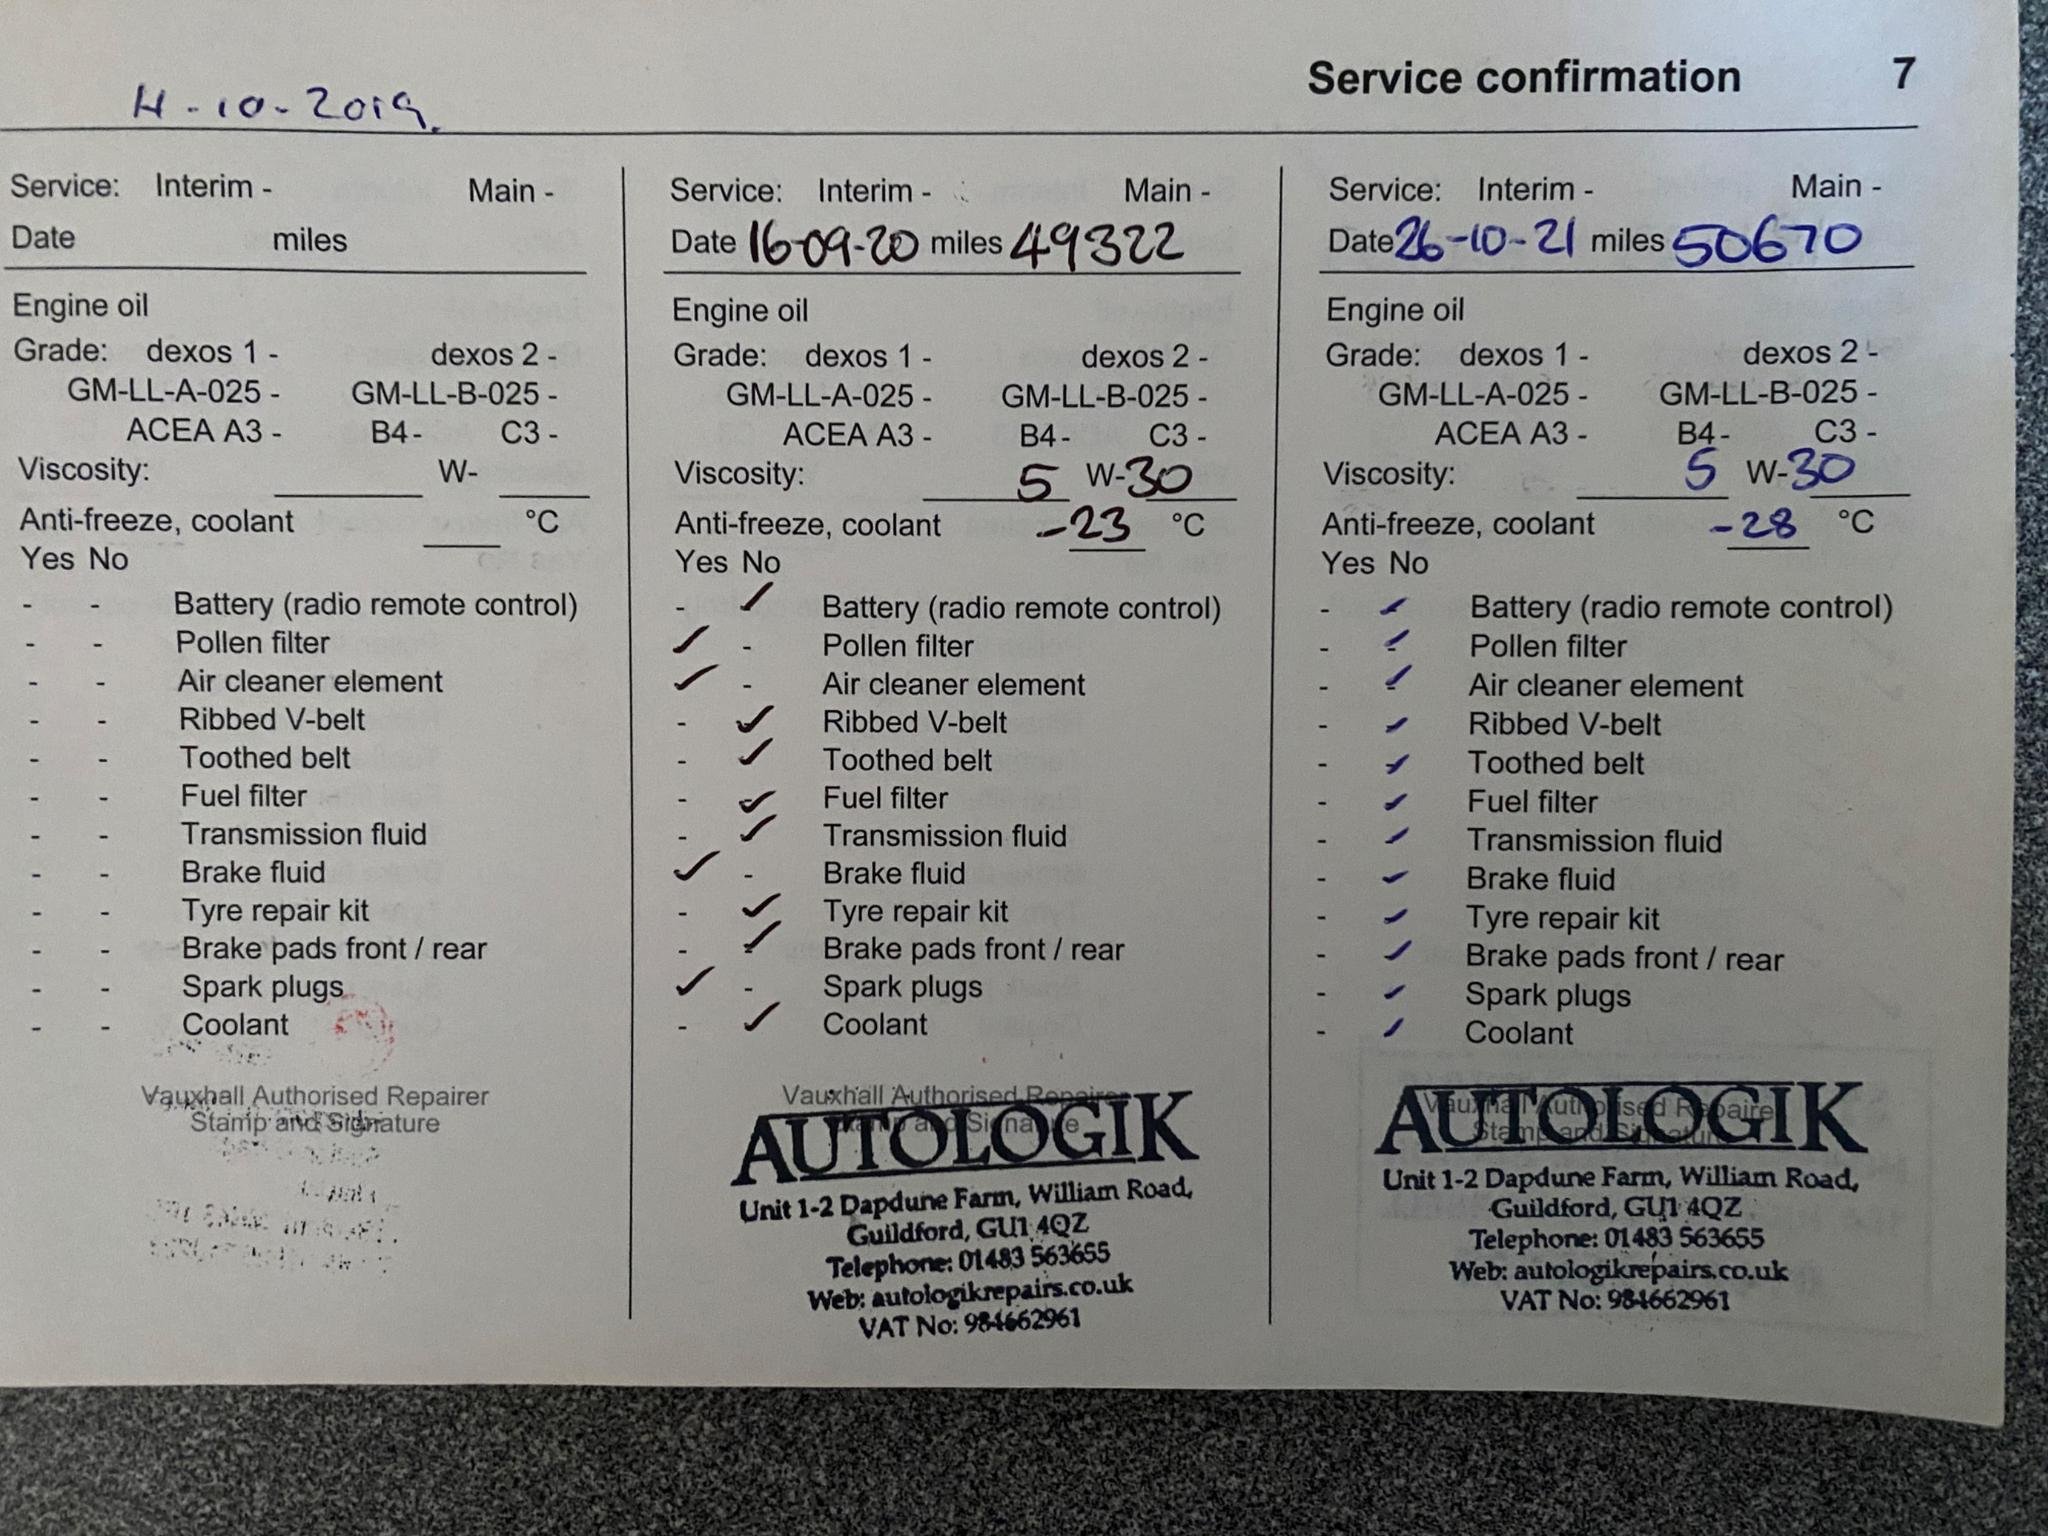 Service confirmation 7
-10-2019.
Service: Interim - Main -
Date miles
Engine oil
Grade: dexos 1 - dexos 2 -
GM-LL-A-025 - GM-LL-B-025 -
ACEA A3 - B4- C3 -
Viscosity: W-
Anti-freeze, coolant °C
Yes No
- - Battery (radio remote control)
- - Pollen filter
- - Air cleaner element
- - Ribbed V-belt
- - Toothed belt
- - Fuel filter
- - Transmission fluid
- - Brake fluid
- - Tyre repair kit
- - Brake pads front / rear
- - Spark plugs
- - Coolant
Vauxhall Authorised Repairer
Stamp and Signature
Service: Interim - Main -
Date 16-09-20 miles 49322
Engine oil
Grade: dexos 1 - dexos 2 -
GM-LL-A-025 - GM-LL-B-025 -
ACEA A3 - B4- C3 -
Viscosity: 5 W-30
Anti-freeze, coolant -23 °C
Yes No
- ✓ Battery (radio remote control)
✓ - Pollen filter
✓ - Air cleaner element
- ✓ Ribbed V-belt
- ✓ Toothed belt
- ✓ Fuel filter
- ✓ Transmission fluid
✓ - Brake fluid
- ✓ Tyre repair kit
- ✓ Brake pads front / rear
✓ - Spark plugs
- ✓ Coolant
Vauxhall Authorised Repairer
Stamp and Signature
AUTOLOGIK
Unit 1-2 Dapdune Farm, William Road,
Guildford, GU1 4QZ
Telephone: 01483 563655
Web: autologikrepairs.co.uk
VAT No: 984662961
Service: Interim - Main -
Date 26-10-21 miles 50670
Engine oil
Grade: dexos 1 - dexos 2 -
GM-LL-A-025 - GM-LL-B-025 -
ACEA A3 - B4- C3 -
Viscosity: 5 W-30
Anti-freeze, coolant -28 °C
Yes No
- ✓ Battery (radio remote control)
- ✓ Pollen filter
- ✓ Air cleaner element
- ✓ Ribbed V-belt
- ✓ Toothed belt
- ✓ Fuel filter
- ✓ Transmission fluid
- ✓ Brake fluid
- ✓ Tyre repair kit
- ✓ Brake pads front / rear
- ✓ Spark plugs
- ✓ Coolant
Vauxhall Authorised Repairer
Stamp and Signature
AUTOLOGIK
Unit 1-2 Dapdune Farm, William Road,
Guildford, GU1 4QZ
Telephone: 01483 563655
Web: autologikrepairs.co.uk
VAT No: 984662961